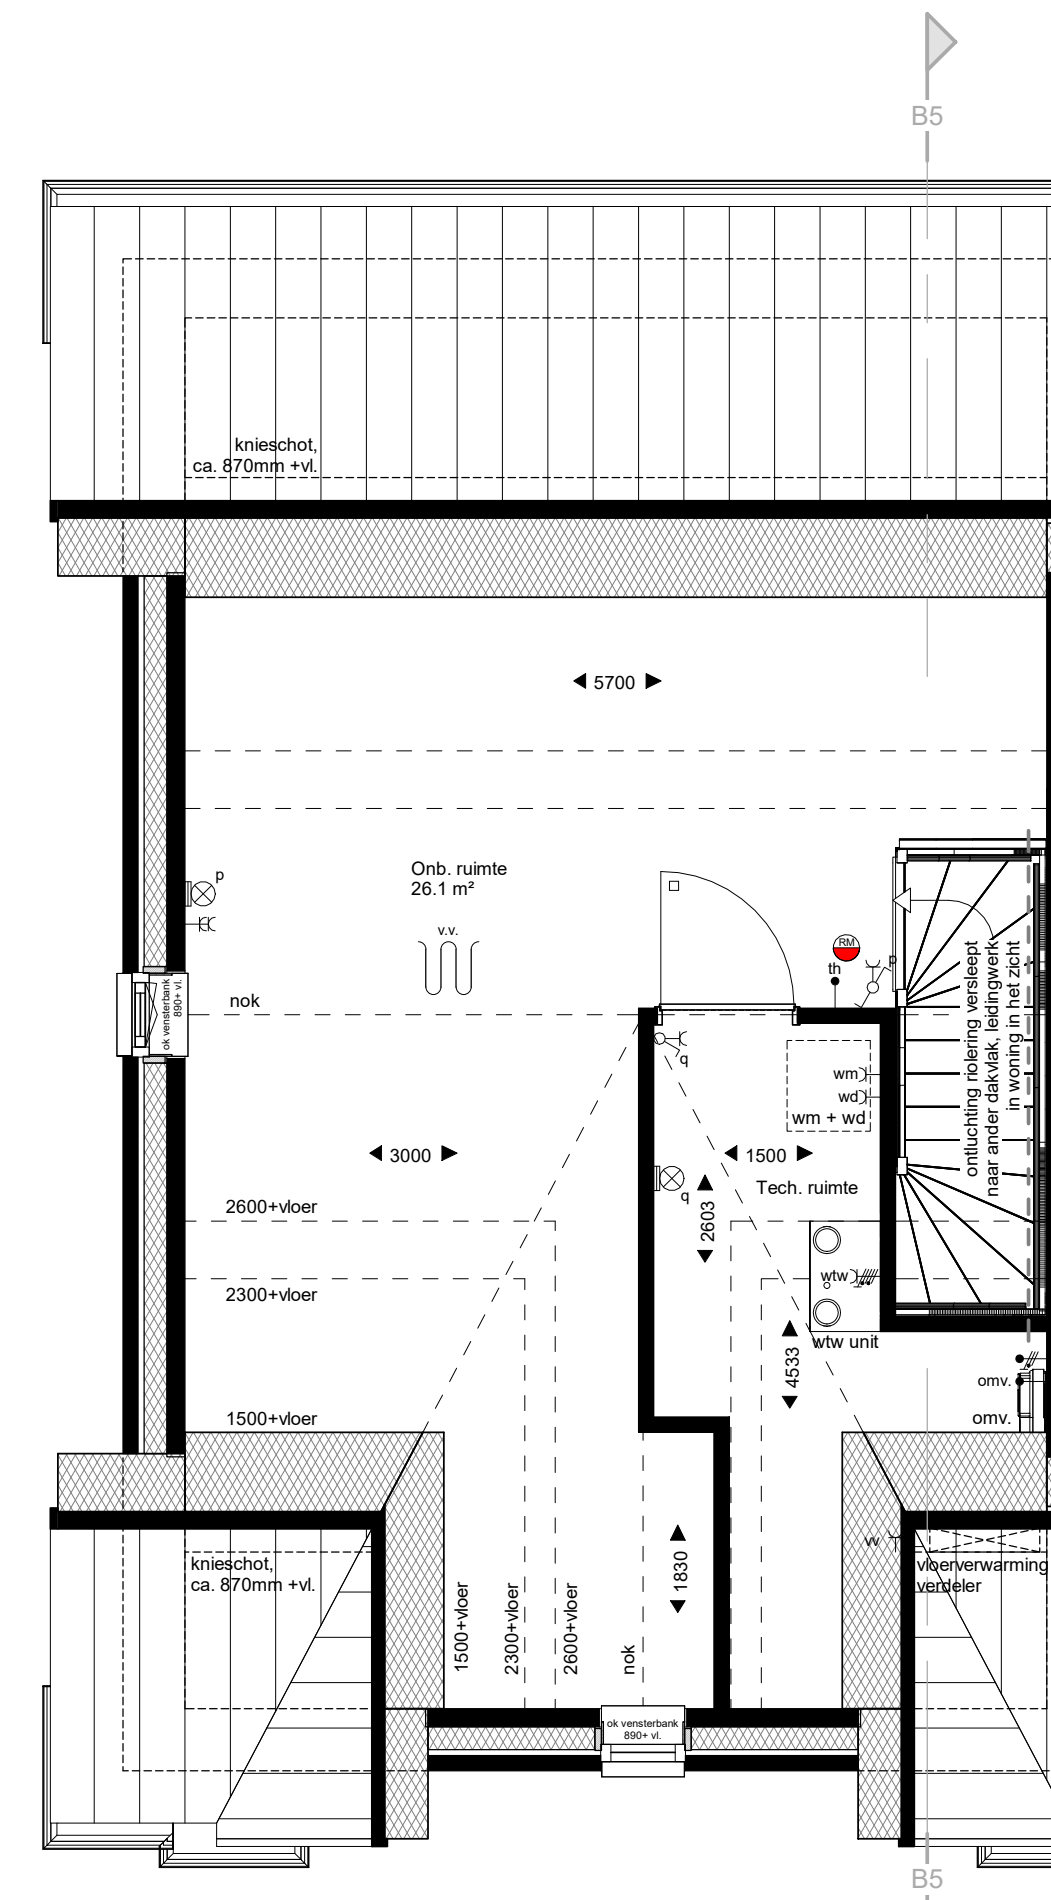 B5
knieschot,
ca. 870mm +vl.
5700
Onb. ruimte
26.1 m²
p
v.v.
RM
th
p
nok
ok vensterbank
890+ vl.
ontluchting riolering versleept
naar ander dakvlak, leidingwerk
in woning in het zicht
q
wm
wd
wm + wd
3000
1500
Tech. ruimte
q
2603
2600+vloer
2300+vloer
wtw
wtw unit
4533
omv.
omv.
1500+vloer
vv
knieschot,
ca. 870mm +vl.
1830
vloerverwarming
verdeler
1500+vloer
2300+vloer
2600+vloer
nok
ok vensterbank
890+ vl.
B5